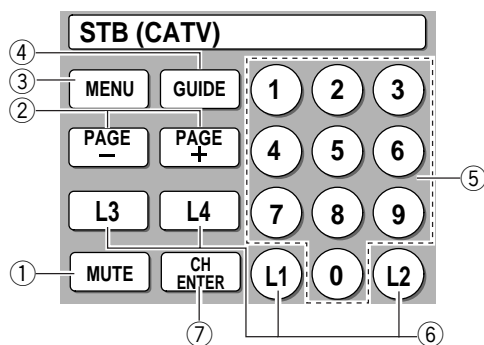 STB (CATV)
④
③ MENU GUIDE 1 2 3
② PAGE − PAGE + 4 5 6
⑤
L3 L4 7 8 9
① MUTE CH ENTER L1 0 L2
⑦ ⑥